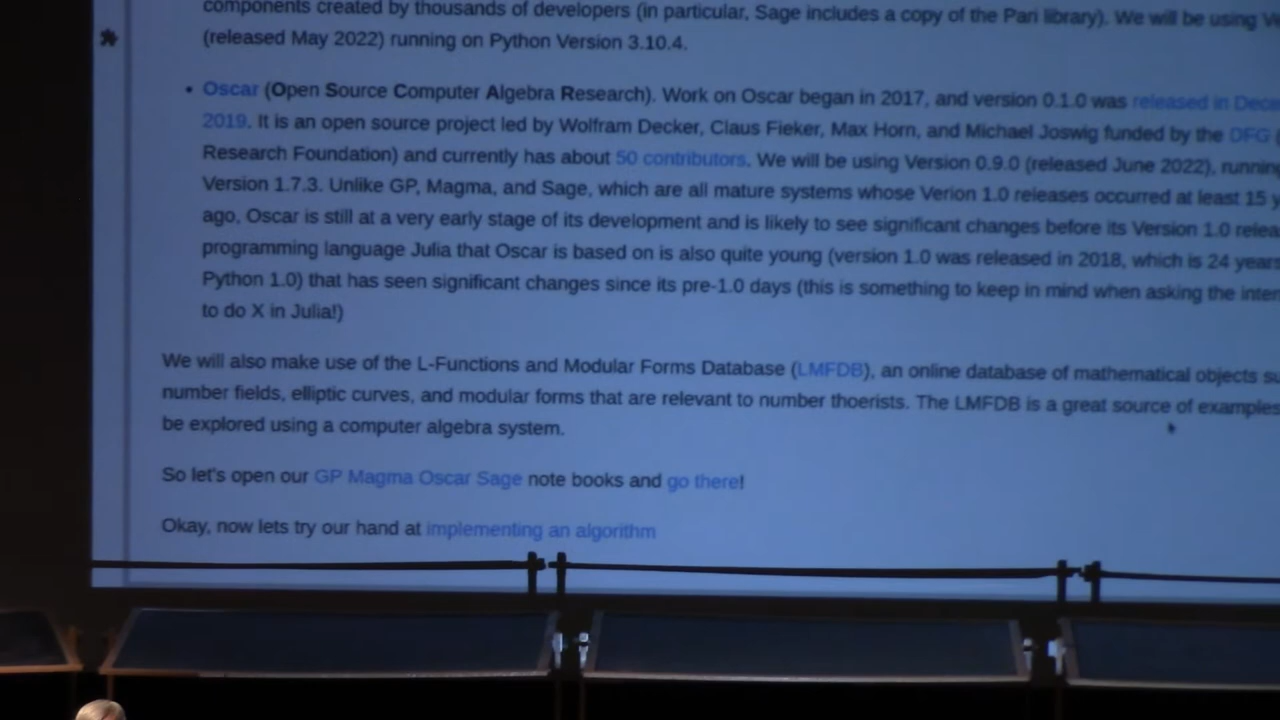 components created by thousands of developers (in particular, Sage includes a copy of the Pari library). We will be using
(released May 2022) running on Python Version 3.10.4.
• Oscar (Open Source Computer Algebra Research). Work on Oscar began in 2017, and version 0.1.0 was released in Dece
2019. It is an open source project led by Wolfram Decker, Claus Fieker, Max Horn, and Michael Joswig funded by the DFG (
Research Foundation) and currently has about 50 contributors. We will be using Version 0.9.0 (released June 2022), running
Version 1.7.3. Unlike GP, Magma, and Sage, which are all mature systems whose Verion 1.0 releases occurred at least 15 y
ago, Oscar is still at a very early stage of its development and is likely to see significant changes before its Version 1.0 relea
programming language Julia that Oscar is based on is also quite young (version 1.0 was released in 2018, which is 24 years
Python 1.0) that has seen significant changes since its pre-1.0 days (this is something to keep in mind when asking the inter
to do X in Julia!)
We will also make use of the L-Functions and Modular Forms Database (LMFDB), an online database of mathematical objects su
number fields, elliptic curves, and modular forms that are relevant to number thoerists. The LMFDB is a great source of examples
be explored using a computer algebra system.
So let's open our GP Magma Oscar Sage note books and go there!
Okay, now lets try our hand at implementing an algorithm